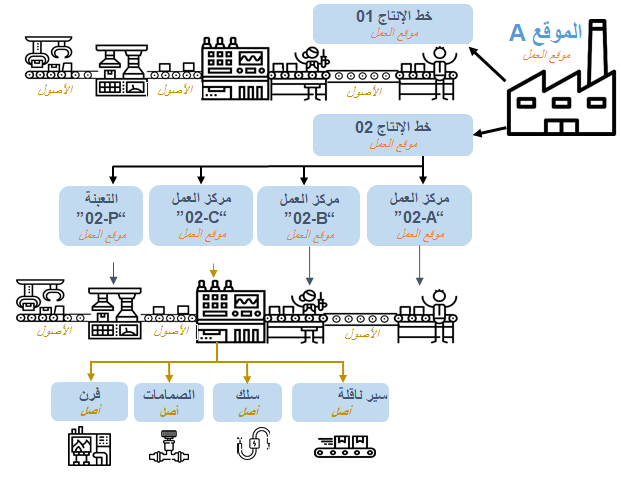 الموقع A
موقع العمل
خط الإنتاج 01
موقع العمل
الأصول
الأصول
الأصول
خط الإنتاج 02
موقع العمل
مركز العمل
“02-A”
موقع العمل
مركز العمل
“02-B”
موقع العمل
مركز العمل
“02-C”
موقع العمل
التعبئة
“02-P”
موقع العمل
الأصول
الأصول
الأصول
سير ناقلة
أصل
سلك
أصل
الصمامات
أصل
فرن
أصل